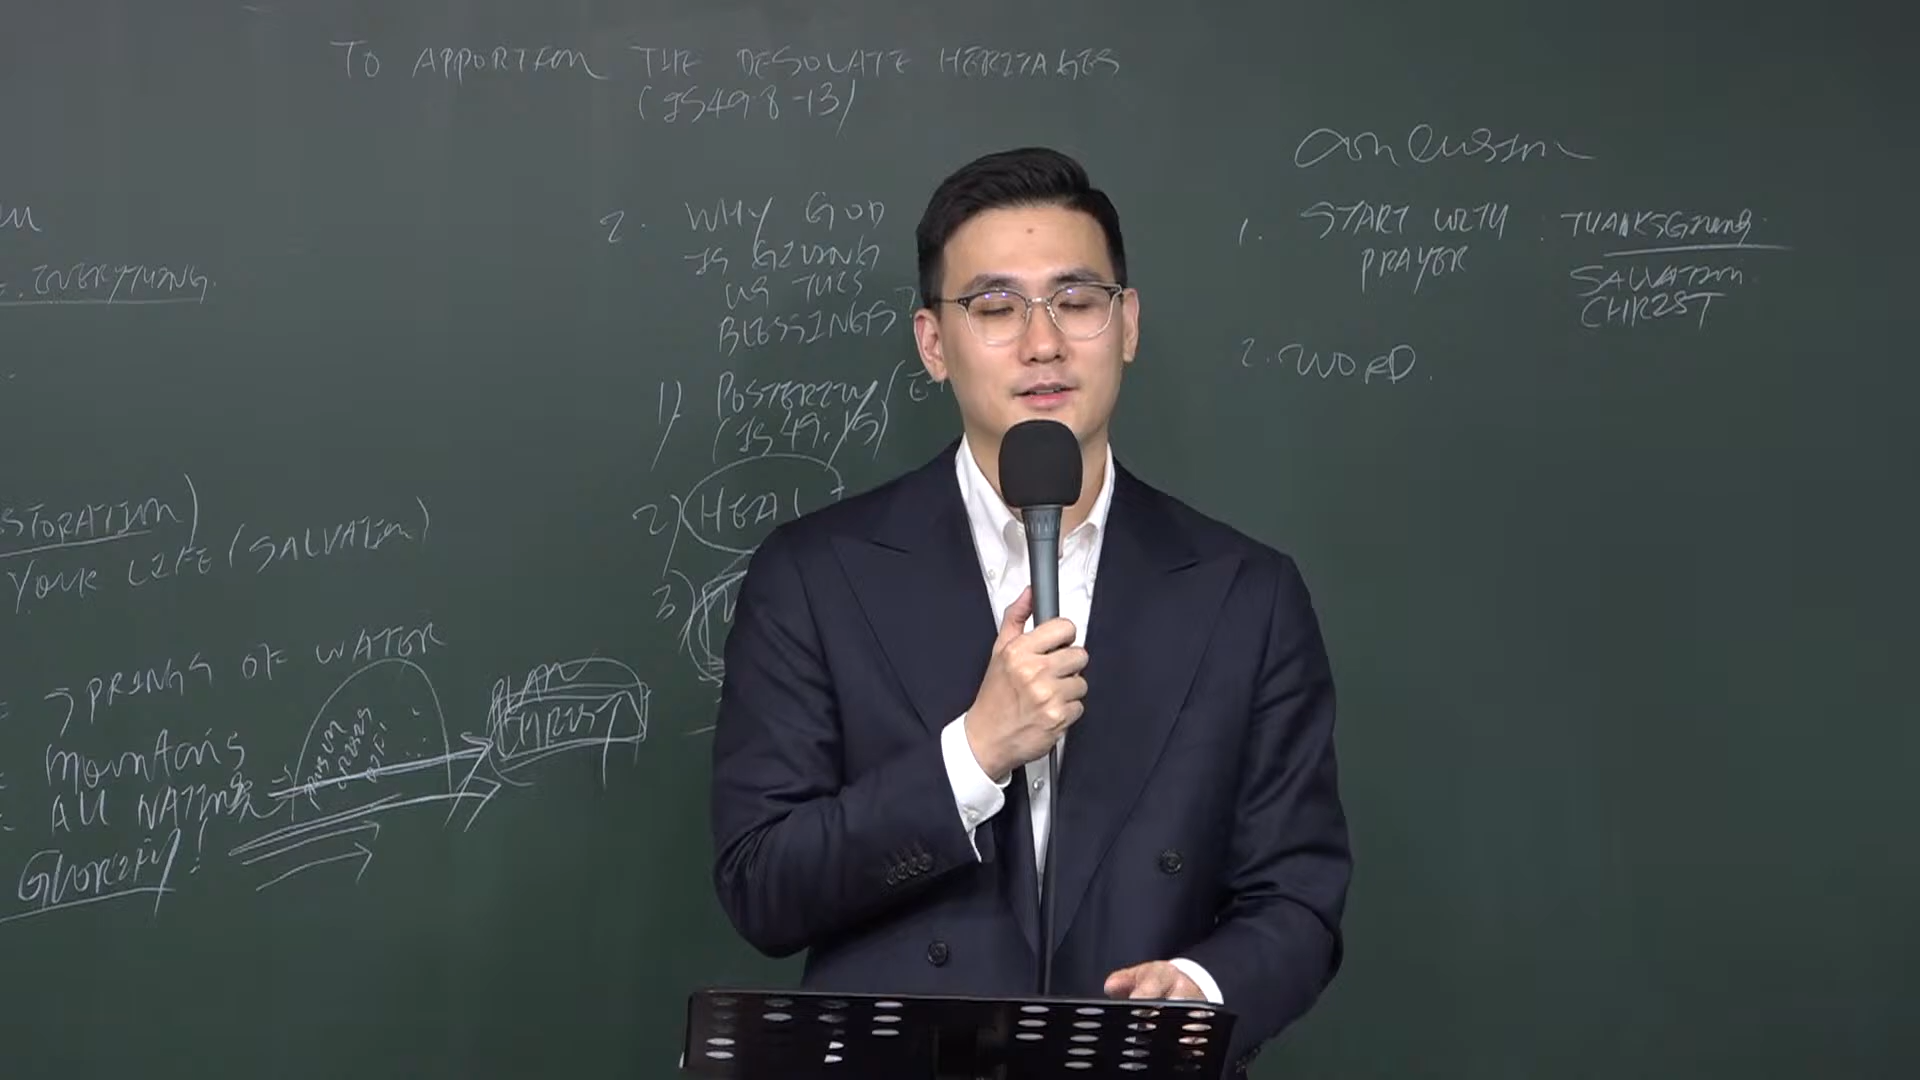 TO APPORTION THE DESOLATE HERITAGES
(IS49:8-13)
EVERYTHING.
STORATION)
YOUR LIFE (SALVATION)
= SPRINGS OF WATER
= Mountains
= All NATIONS
GLORIFY!
PLAN
CHRIST
2. WHY GOD
IS GIVING
US THIS
BLESSINGS?
1) POSTERITY
(IS 49:15)
2) HEAL
3)
Conclusion
1. START WITH : THANKSGIVING.
PRAYER
SALVATION.
CHRIST
2. WORD.